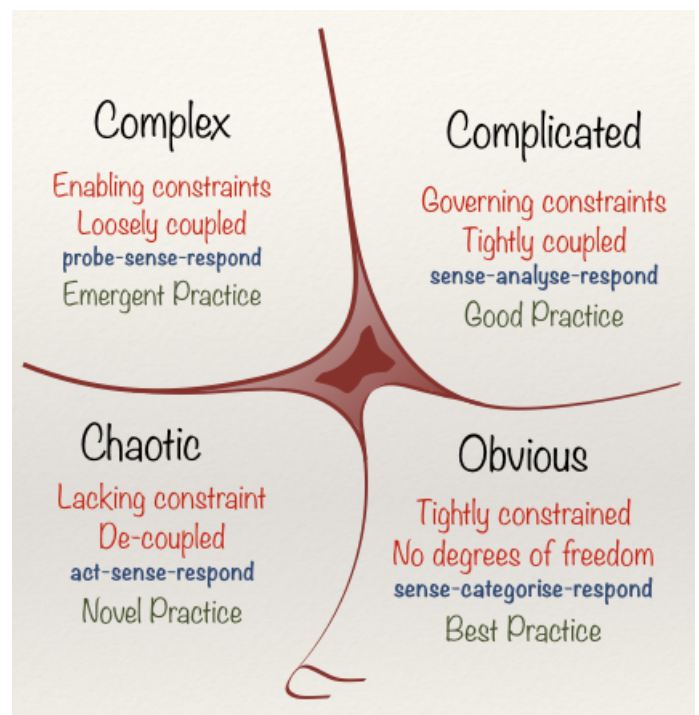 Complex
Enabling constraints
Loosely coupled
probe-sense-respond
Emergent Practice
Complicated
Governing constraints
Tightly coupled
sense-analyse-respond
Good Practice
Chaotic
Lacking constraint
De-coupled
act-sense-respond
Novel Practice
Obvious
Tightly constrained
No degrees of freedom
sense-categorise-respond
Best Practice